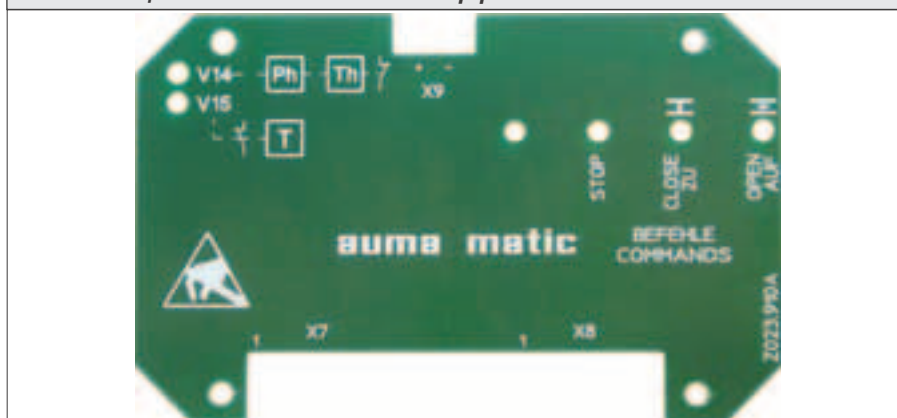 V14
Ph
Th
X9
V15
T
STOP
CLOSE
ZU
OPEN
AUF
auma matic
BEFEHLE
COMMANDS
Z023.910A
1
X7
1
X8